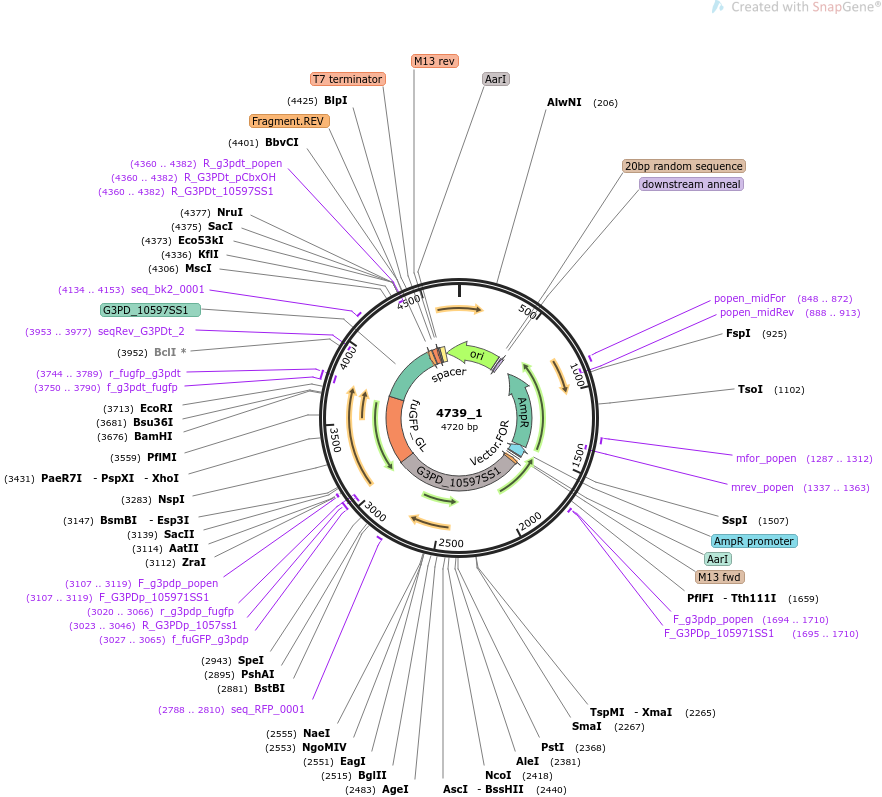 Created with SnapGene®
M13 rev
T7 terminator
AarI
(4425) BlpI
AlwNI (206)
Fragment.REV
(4401) BbvCI
20bp random sequence
downstream anneal
(4360 .. 4382) R_g3pdt_popen
(4360 .. 4382) R_G3PDt_pCbxOH
(4360 .. 4382) R_G3PDt_10597SS1
(4377) NruI
(4375) SacI
(4373) Eco53kI
(4336) KflI
(4306) MscI
(4134 .. 4153) seq_bk2_0001
G3PD_10597SS1
(3953 .. 3977) seqRev_G3PDt_2
(3952) BclI *
(3744 .. 3789) r_fugfp_g3pdt
(3750 .. 3790) f_g3pdt_fugfp
(3713) EcoRI
(3681) Bsu36I
(3676) BamHI
(3559) PflMI
(3431) PaeR7I - PspXI - XhoI
(3283) NspI
(3147) BsmBI - Esp3I
(3139) SacII
(3114) AatII
(3112) ZraI
(3107 .. 3119) F_g3pdp_popen
(3107 .. 3119) F_G3PDp_105971SS1
(3020 .. 3066) r_g3pdp_fugfp
(3023 .. 3046) R_G3PDp_1057ss1
(3027 .. 3065) f_fuGFP_g3pdp
(2943) SpeI
(2895) PshAI
(2881) BstBI
(2788 .. 2810) seq_RFP_0001
(2555) NaeI
(2553) NgoMIV
(2551) EagI
(2515) BglII
(2483) AgeI
AscI - BssHII (2440)
NcoI (2418)
AleI (2381)
PstI (2368)
SmaI (2267)
TspMI - XmaI (2265)
popen_midFor (848 .. 872)
popen_midRev (888 .. 913)
FspI (925)
TsoI (1102)
mfor_popen (1287 .. 1312)
mrev_popen (1337 .. 1363)
SspI (1507)
AmpR promoter
AarI
M13 fwd
PflFI - Tth111I (1659)
F_g3pdp_popen (1694 .. 1710)
F_G3PDp_105971SS1 (1695 .. 1710)
500
1000
1500
2000
2500
3000
3500
4000
4500
ori
spacer
AmpR
Vector.FOR
fuGFP_GL
G3PD_10597SS1
4739_1
4720 bp